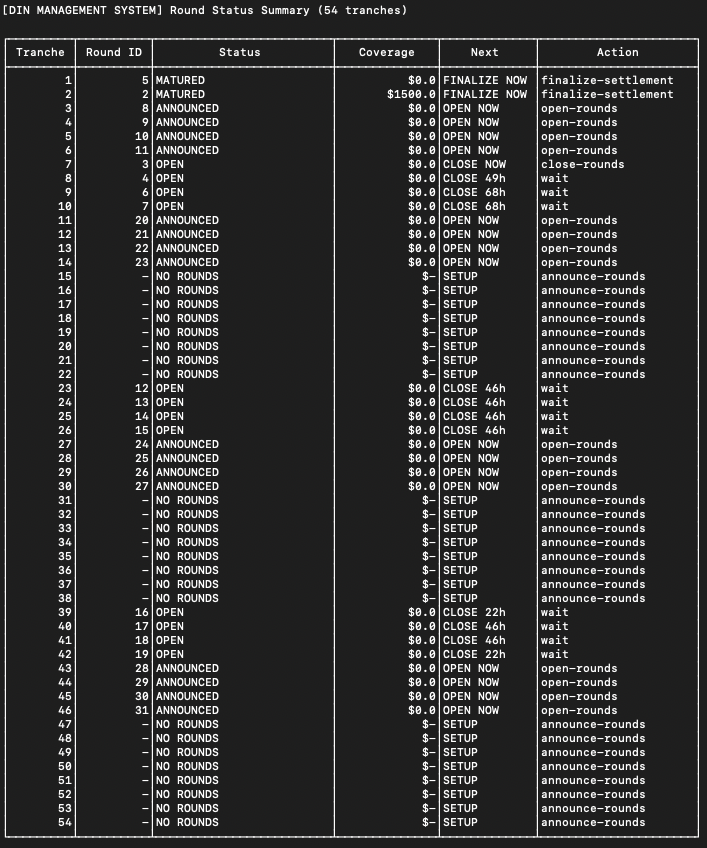 [DIN MANAGEMENT SYSTEM] Round Status Summary (54 tranches)
Tranche Round ID Status Coverage Next Action
1 5 MATURED $0.0 FINALIZE NOW finalize-settlement
2 2 MATURED $1500.0 FINALIZE NOW finalize-settlement
3 8 ANNOUNCED $0.0 OPEN NOW open-rounds
4 9 ANNOUNCED $0.0 OPEN NOW open-rounds
5 10 ANNOUNCED $0.0 OPEN NOW open-rounds
6 11 ANNOUNCED $0.0 OPEN NOW open-rounds
7 3 OPEN $0.0 CLOSE NOW close-rounds
8 4 OPEN $0.0 CLOSE 49h wait
9 6 OPEN $0.0 CLOSE 68h wait
10 7 OPEN $0.0 CLOSE 68h wait
11 20 ANNOUNCED $0.0 OPEN NOW open-rounds
12 21 ANNOUNCED $0.0 OPEN NOW open-rounds
13 22 ANNOUNCED $0.0 OPEN NOW open-rounds
14 23 ANNOUNCED $0.0 OPEN NOW open-rounds
15 - NO ROUNDS $- SETUP announce-rounds
16 - NO ROUNDS $- SETUP announce-rounds
17 - NO ROUNDS $- SETUP announce-rounds
18 - NO ROUNDS $- SETUP announce-rounds
19 - NO ROUNDS $- SETUP announce-rounds
20 - NO ROUNDS $- SETUP announce-rounds
21 - NO ROUNDS $- SETUP announce-rounds
22 - NO ROUNDS $- SETUP announce-rounds
23 12 OPEN $0.0 CLOSE 46h wait
24 13 OPEN $0.0 CLOSE 46h wait
25 14 OPEN $0.0 CLOSE 46h wait
26 15 OPEN $0.0 CLOSE 46h wait
27 24 ANNOUNCED $0.0 OPEN NOW open-rounds
28 25 ANNOUNCED $0.0 OPEN NOW open-rounds
29 26 ANNOUNCED $0.0 OPEN NOW open-rounds
30 27 ANNOUNCED $0.0 OPEN NOW open-rounds
31 - NO ROUNDS $- SETUP announce-rounds
32 - NO ROUNDS $- SETUP announce-rounds
33 - NO ROUNDS $- SETUP announce-rounds
34 - NO ROUNDS $- SETUP announce-rounds
35 - NO ROUNDS $- SETUP announce-rounds
36 - NO ROUNDS $- SETUP announce-rounds
37 - NO ROUNDS $- SETUP announce-rounds
38 - NO ROUNDS $- SETUP announce-rounds
39 16 OPEN $0.0 CLOSE 22h wait
40 17 OPEN $0.0 CLOSE 46h wait
41 18 OPEN $0.0 CLOSE 46h wait
42 19 OPEN $0.0 CLOSE 22h wait
43 28 ANNOUNCED $0.0 OPEN NOW open-rounds
44 29 ANNOUNCED $0.0 OPEN NOW open-rounds
45 30 ANNOUNCED $0.0 OPEN NOW open-rounds
46 31 ANNOUNCED $0.0 OPEN NOW open-rounds
47 - NO ROUNDS $- SETUP announce-rounds
48 - NO ROUNDS $- SETUP announce-rounds
49 - NO ROUNDS $- SETUP announce-rounds
50 - NO ROUNDS $- SETUP announce-rounds
51 - NO ROUNDS $- SETUP announce-rounds
52 - NO ROUNDS $- SETUP announce-rounds
53 - NO ROUNDS $- SETUP announce-rounds
54 - NO ROUNDS $- SETUP announce-rounds